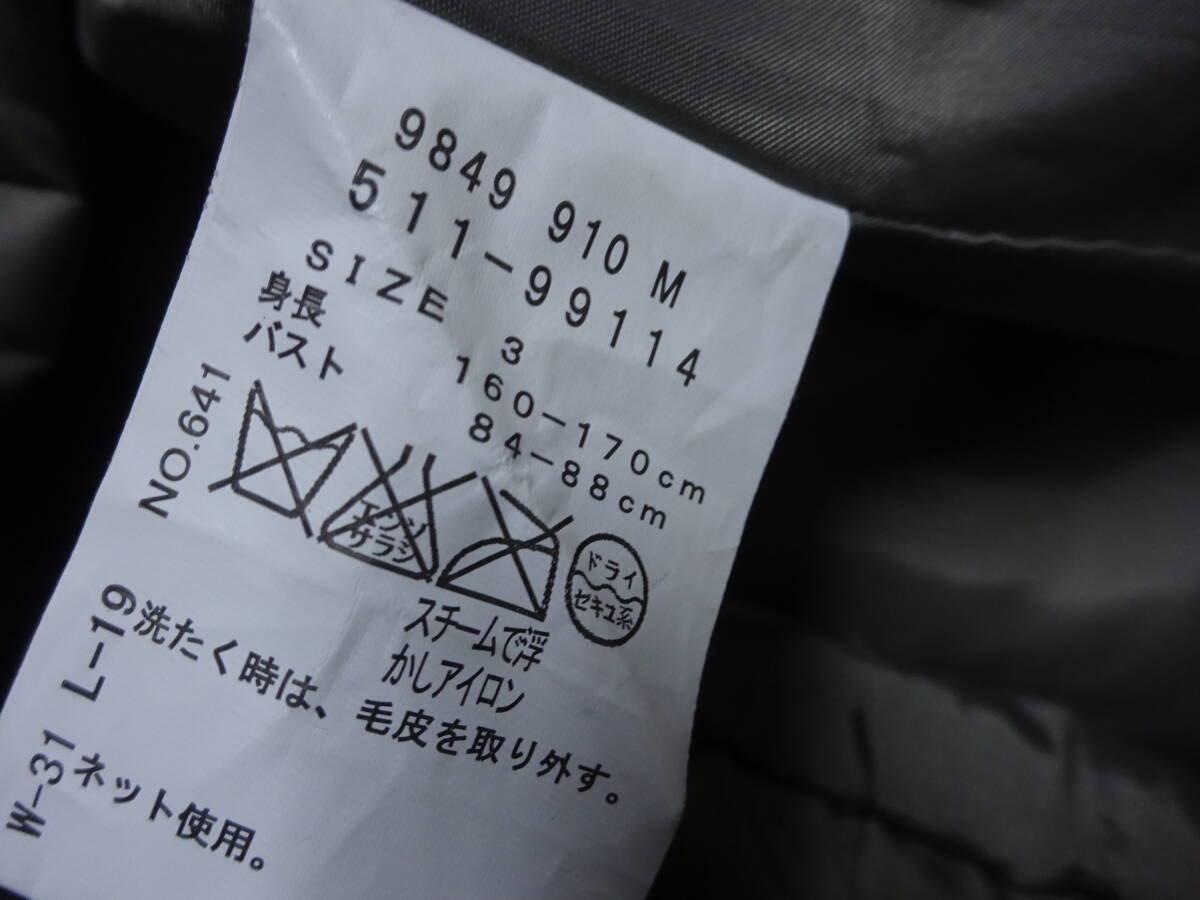 9849 910 M
511-99114
SIZE 3
身長 160-170cm
バスト 84-88cm
NO.641
エンソ
サラシ
ドライ
セキユ系
スチームで浮
かしアイロン
L-19
洗たく時は、毛皮を取り外す。
W-31
ネット使用。